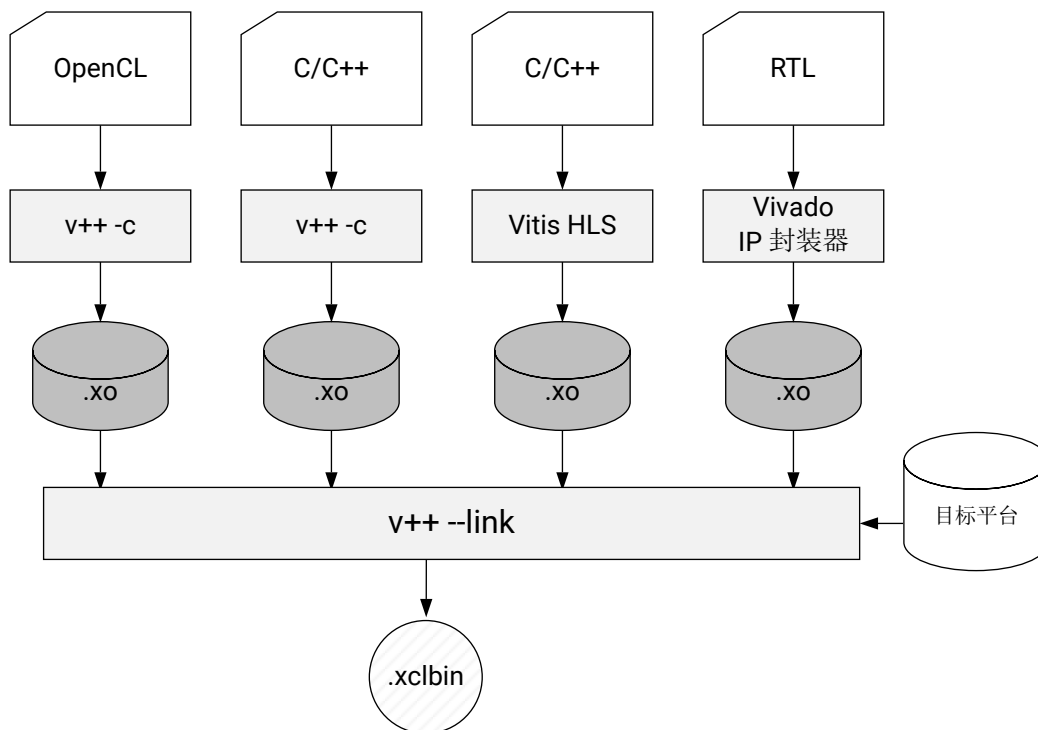 OpenCL
C/C++
C/C++
RTL
v++ -c
v++ -c
Vitis HLS
Vivado
IP 封装器
.xo
.xo
.xo
.xo
v++ --link
目标平台
.xclbin